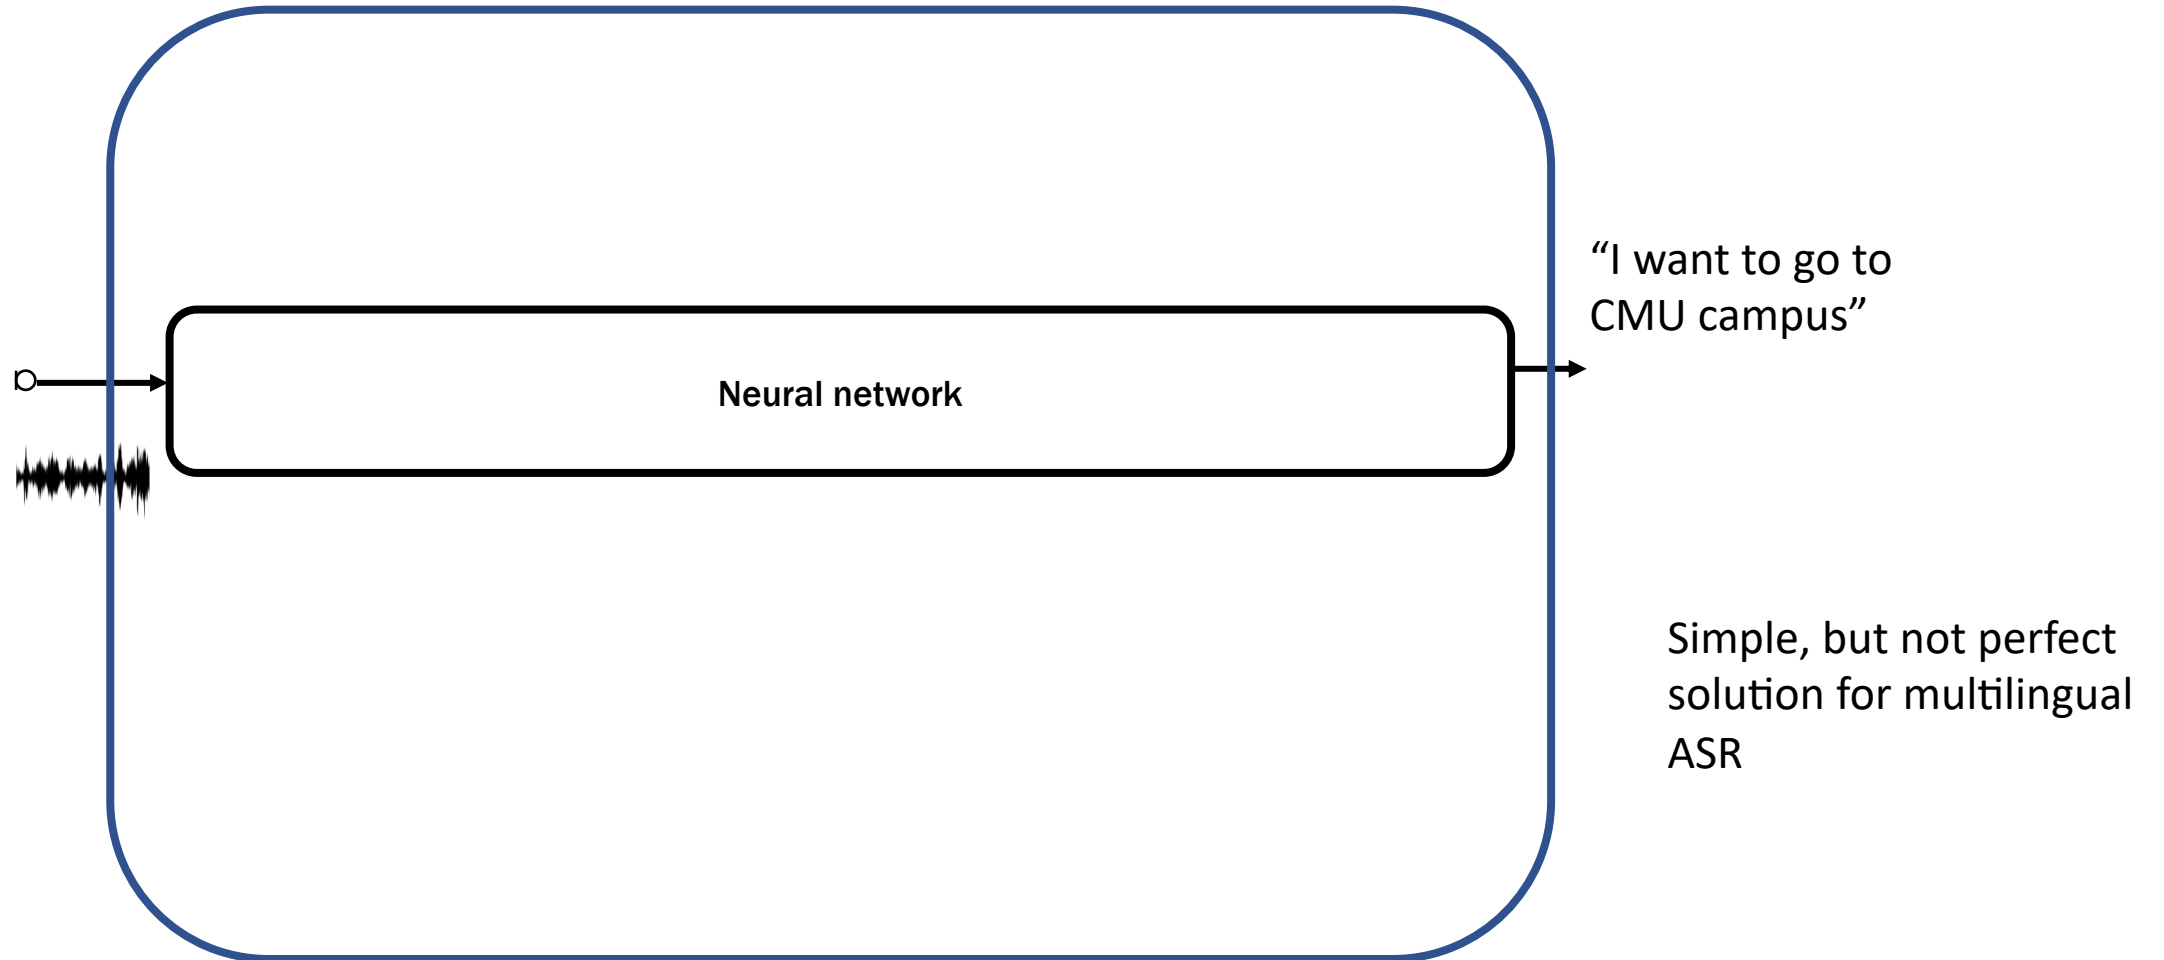 “I want to go to
CMU campus”
Neural network
Simple, but not perfect
solution for multilingual
ASR